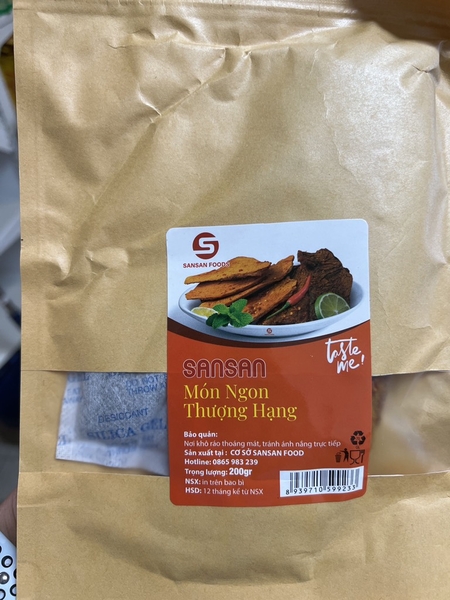 S
SANSAN FOODS
taste
me!
SANSAN
Món Ngon
Thượng Hạng
Bảo quản:
Nơi khô ráo thoáng mát, tránh ánh nắng trực tiếp
Sản xuất tại : CƠ SỞ SANSAN FOOD
Hotline: 0865 983 239
Trọng lượng: 200gr
NSX: in trên bao bì
HSD: 12 tháng kể từ NSX
8 939710 599233
THROW
DESICCANT
SILICA GEL